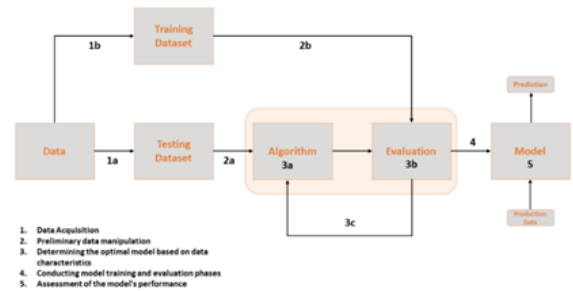 Training
Dataset
1b
2b
Prediction
Data
1a
Testing
Dataset
2a
Algorithm
3a
Evaluation
3b
4
Model
5
3c
Production
Data
1. Data Acquisition
2. Preliminary data manipulation
3. Determining the optimal model based on data
characteristics
4. Conducting model training and evaluation phases
5. Assessment of the model's performance